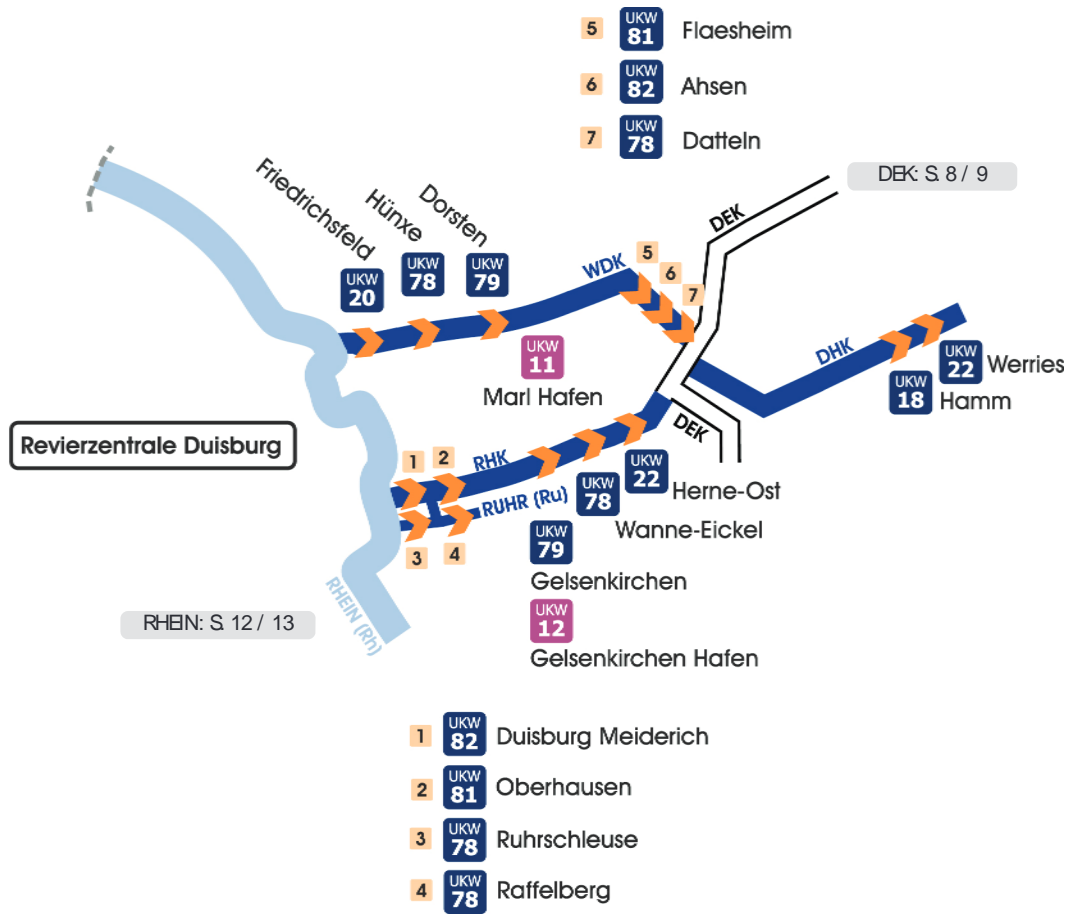 5 UKW 81 Flaesheim
6 UKW 82 Ahsen
7 UKW 78 Datteln
DEK: S. 8 / 9
DEK
Friedrichsfeld
UKW 20
Hünxe
UKW 78
Dorsten
UKW 79
WDK
5
6
7
UKW 11
Marl Hafen
DHK
UKW 22 Werries
UKW 18 Hamm
DEK
Revierzentrale Duisburg
1
2
RHK
RUHR (Ru)
3
4
UKW 22 Herne-Ost
UKW 78
Wanne-Eickel
UKW 79
Gelsenkirchen
UKW 12
Gelsenkirchen Hafen
RHEIN (Rh)
RHEIN: S. 12 / 13
1 UKW 82 Duisburg Meiderich
2 UKW 81 Oberhausen
3 UKW 78 Ruhrschleuse
4 UKW 78 Raffelberg